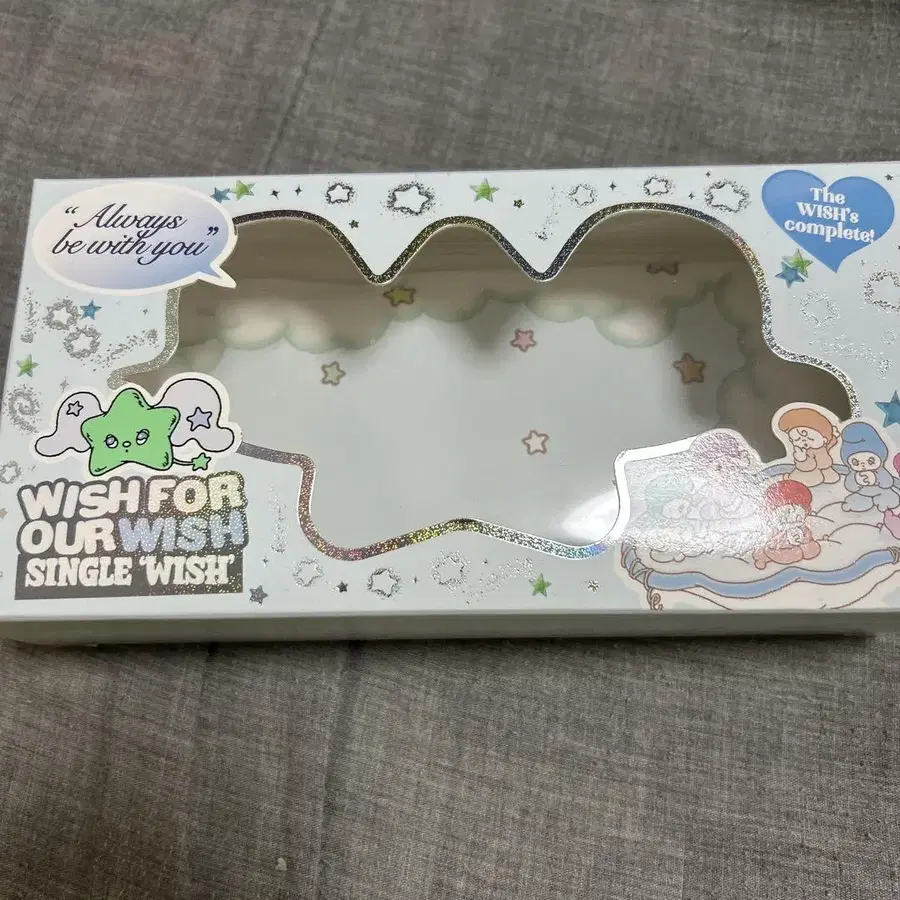 “Always
be with you”
The
WISH's
complete!
WISH FOR
OUR WISH
SINGLE 'WISH'